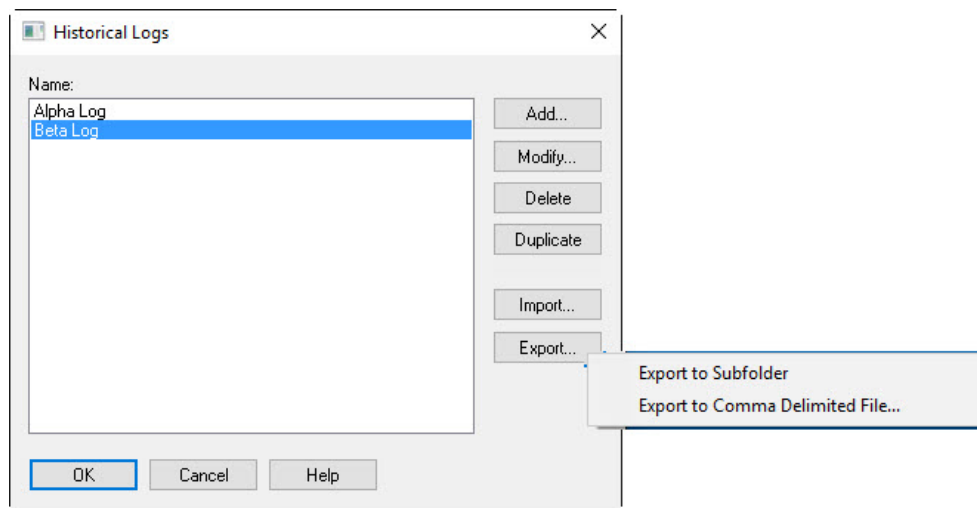 Historical Logs
Name:
Alpha Log
Beta Log
Add...
Modify...
Delete
Duplicate
Import...
Export...
Export to Subfolder
Export to Comma Delimited File...
OK
Cancel
Help